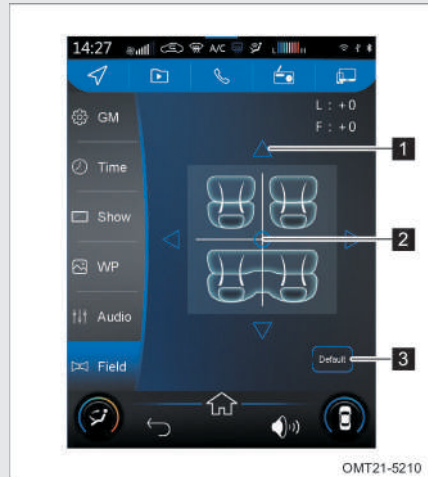 14:27 A/C L
L : +0
F : +0
GM
Time
Show
WP
Audio
Field
Default
1
2
3
OMT21-5210